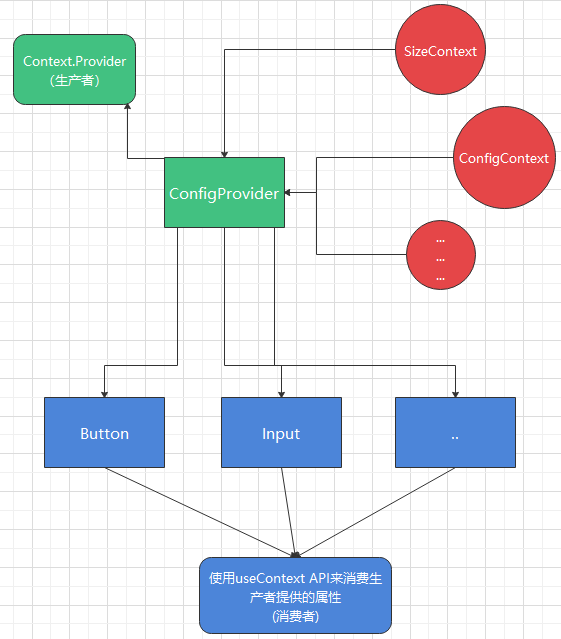 SizeContext
Context.Provider
（生产者）
ConfigContext
ConfigProvider
...
...
...
Button
Input
..
使用useContext API来消费生
产者提供的属性
(消费者)